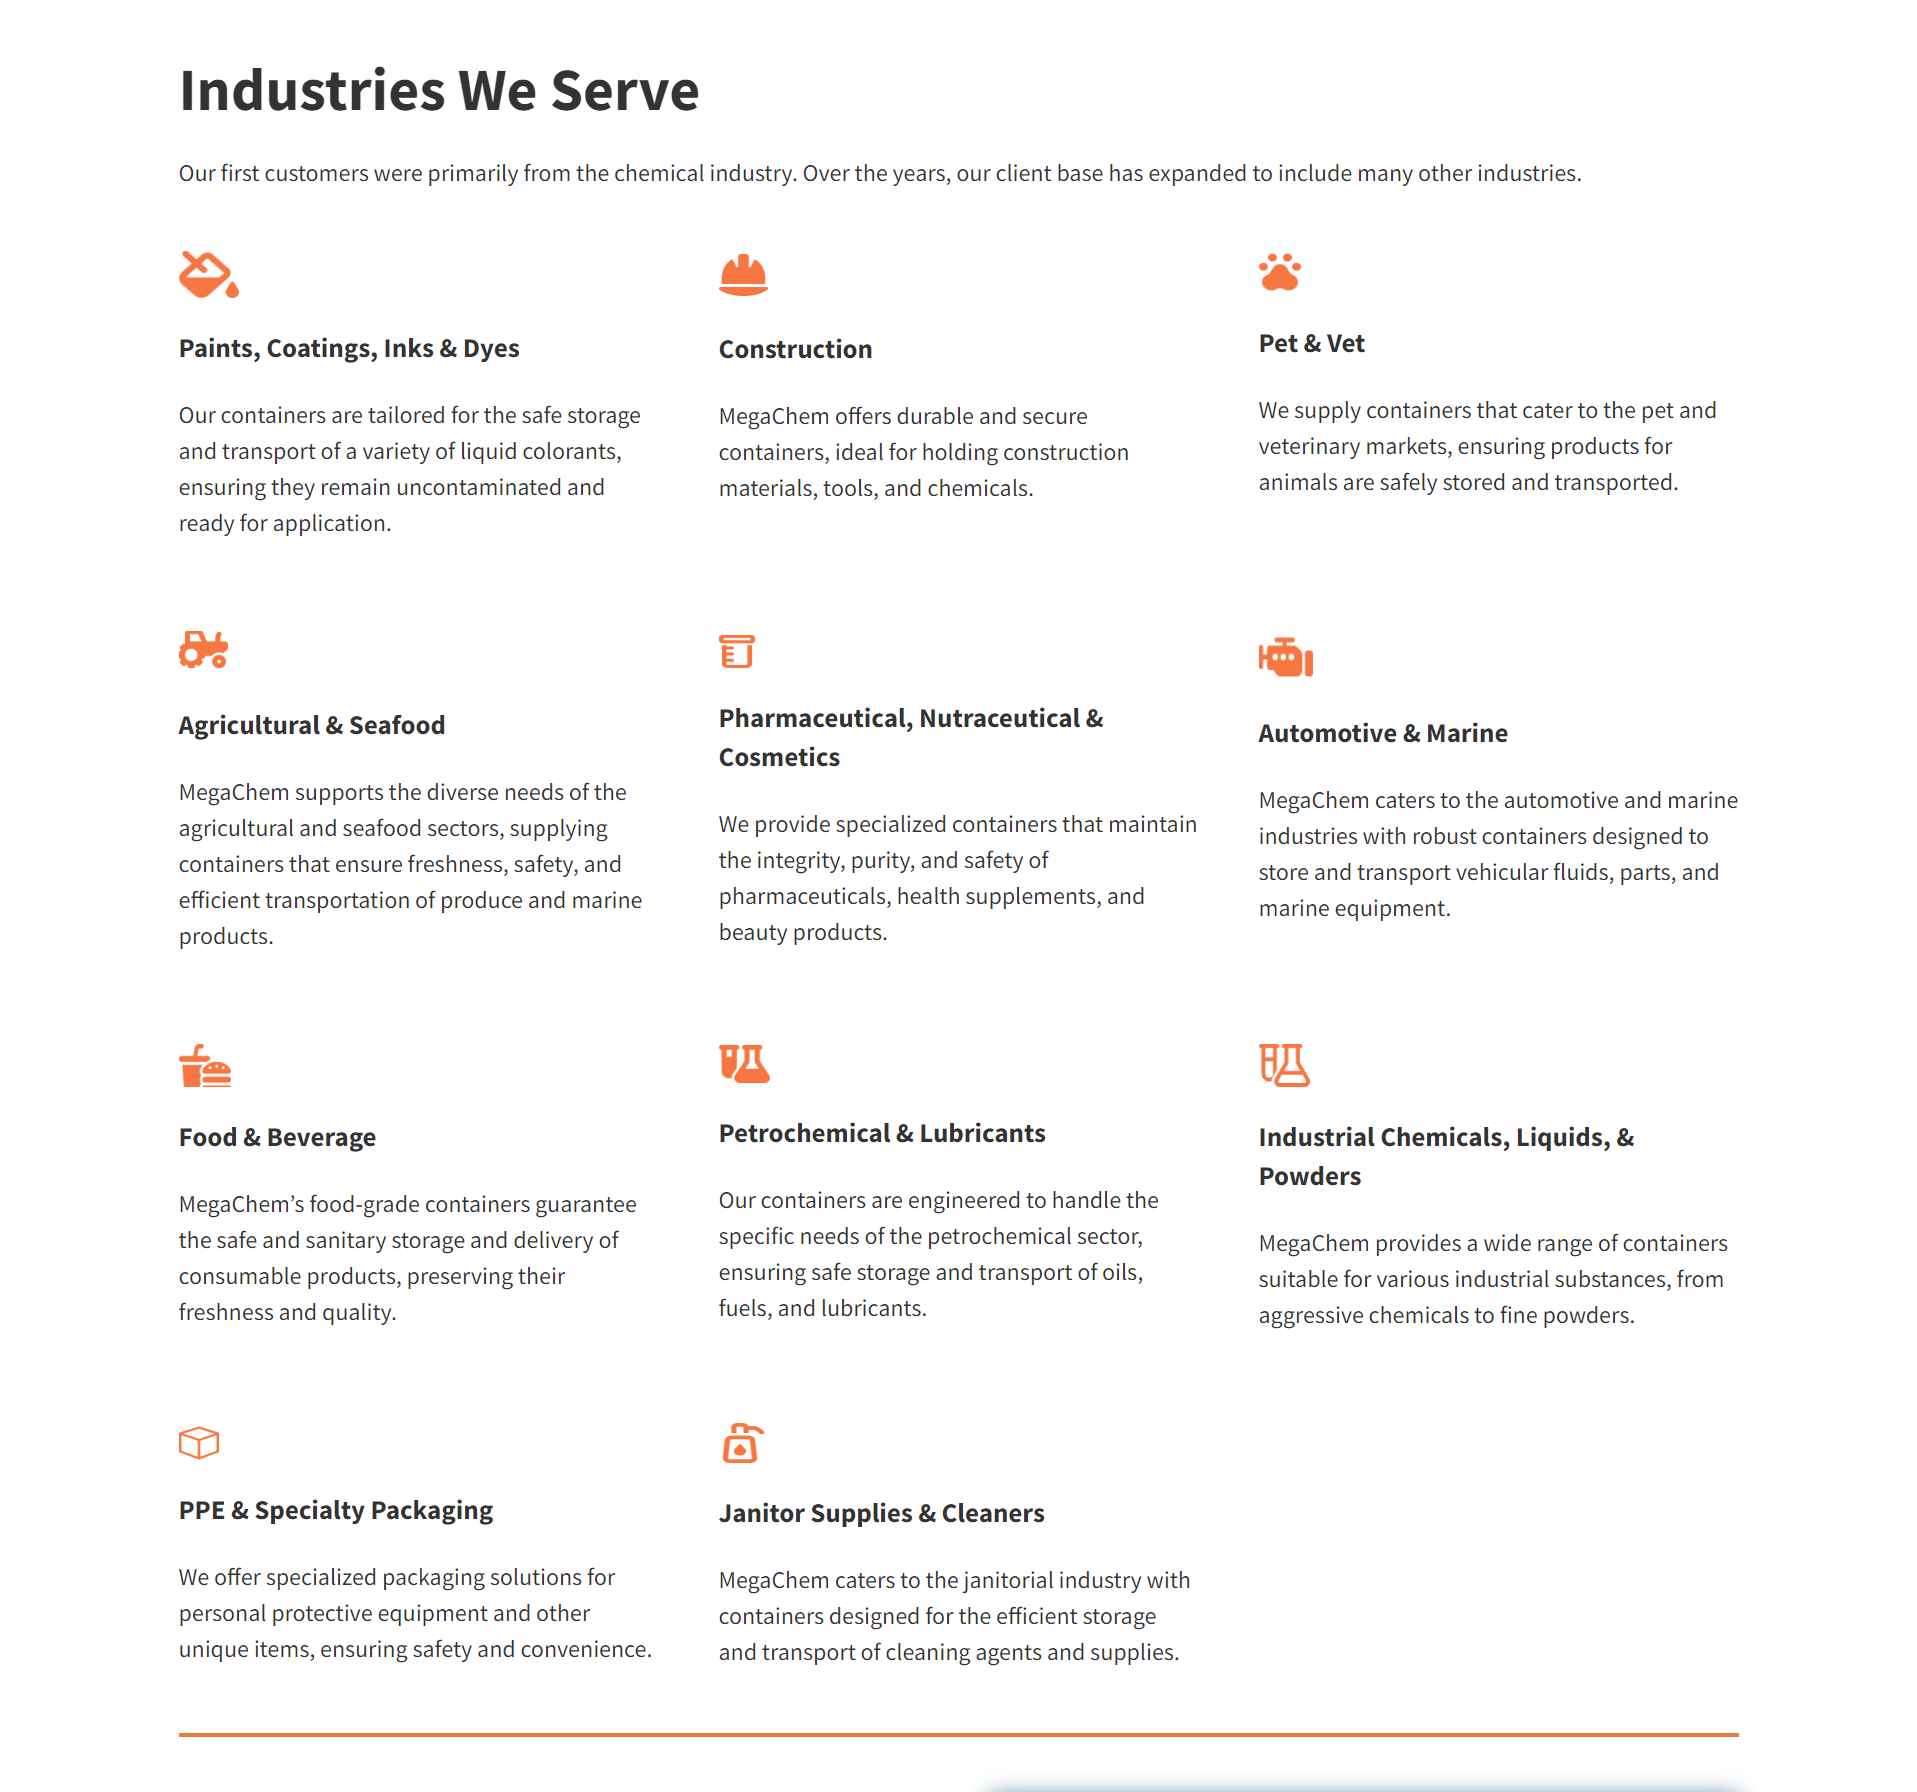 Industries We Serve
Our first customers were primarily from the chemical industry. Over the years, our client base has expanded to include many other industries.
Paints, Coatings, Inks & Dyes
Our containers are tailored for the safe storage
and transport of a variety of liquid colorants,
ensuring they remain uncontaminated and
ready for application.
Construction
MegaChem offers durable and secure
containers, ideal for holding construction
materials, tools, and chemicals.
Pet & Vet
We supply containers that cater to the pet and
veterinary markets, ensuring products for
animals are safely stored and transported.
Agricultural & Seafood
MegaChem supports the diverse needs of the
agricultural and seafood sectors, supplying
containers that ensure freshness, safety, and
efficient transportation of produce and marine
products.
Pharmaceutical, Nutraceutical &
Cosmetics
We provide specialized containers that maintain
the integrity, purity, and safety of
pharmaceuticals, health supplements, and
beauty products.
Automotive & Marine
MegaChem caters to the automotive and marine
industries with robust containers designed to
store and transport vehicular fluids, parts, and
marine equipment.
Food & Beverage
MegaChem’s food-grade containers guarantee
the safe and sanitary storage and delivery of
consumable products, preserving their
freshness and quality.
Petrochemical & Lubricants
Our containers are engineered to handle the
specific needs of the petrochemical sector,
ensuring safe storage and transport of oils,
fuels, and lubricants.
Industrial Chemicals, Liquids, &
Powders
MegaChem provides a wide range of containers
suitable for various industrial substances, from
aggressive chemicals to fine powders.
PPE & Specialty Packaging
We offer specialized packaging solutions for
personal protective equipment and other
unique items, ensuring safety and convenience.
Janitor Supplies & Cleaners
MegaChem caters to the janitorial industry with
containers designed for the efficient storage
and transport of cleaning agents and supplies.